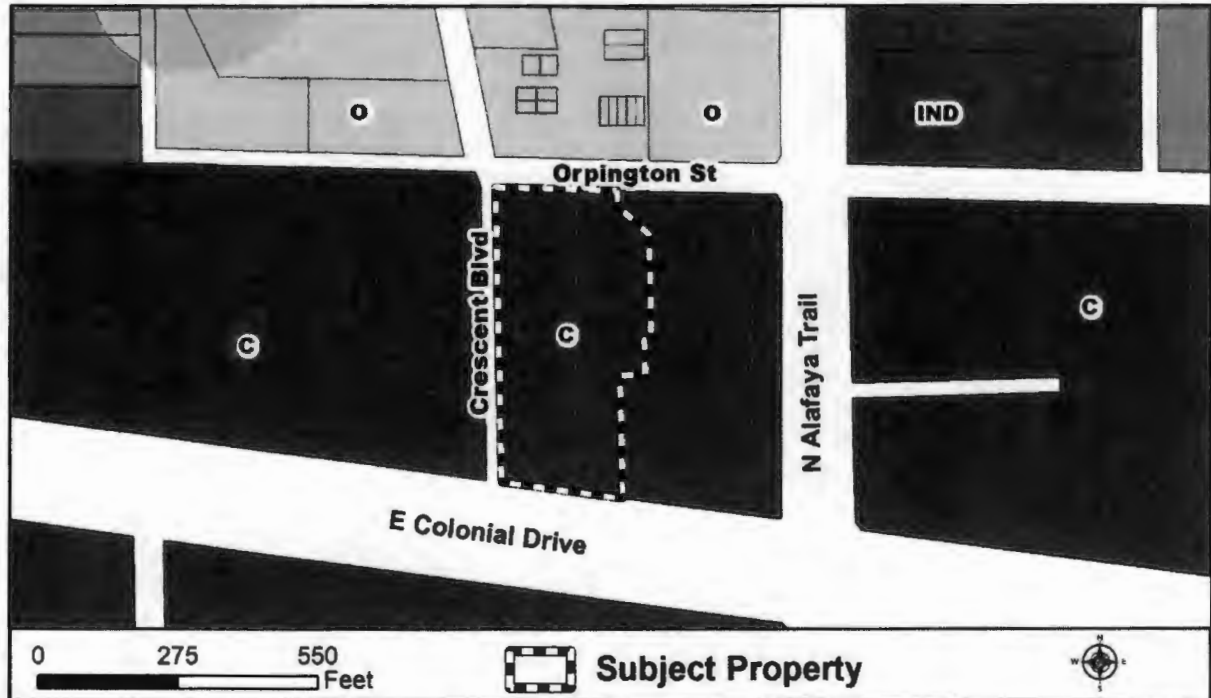 O
O
IND
Orpington St
Crescent Blvd
C
C
C
N Alafaya Trail
E Colonial Drive
0 275 550
Feet
Subject Property
N
W E
S